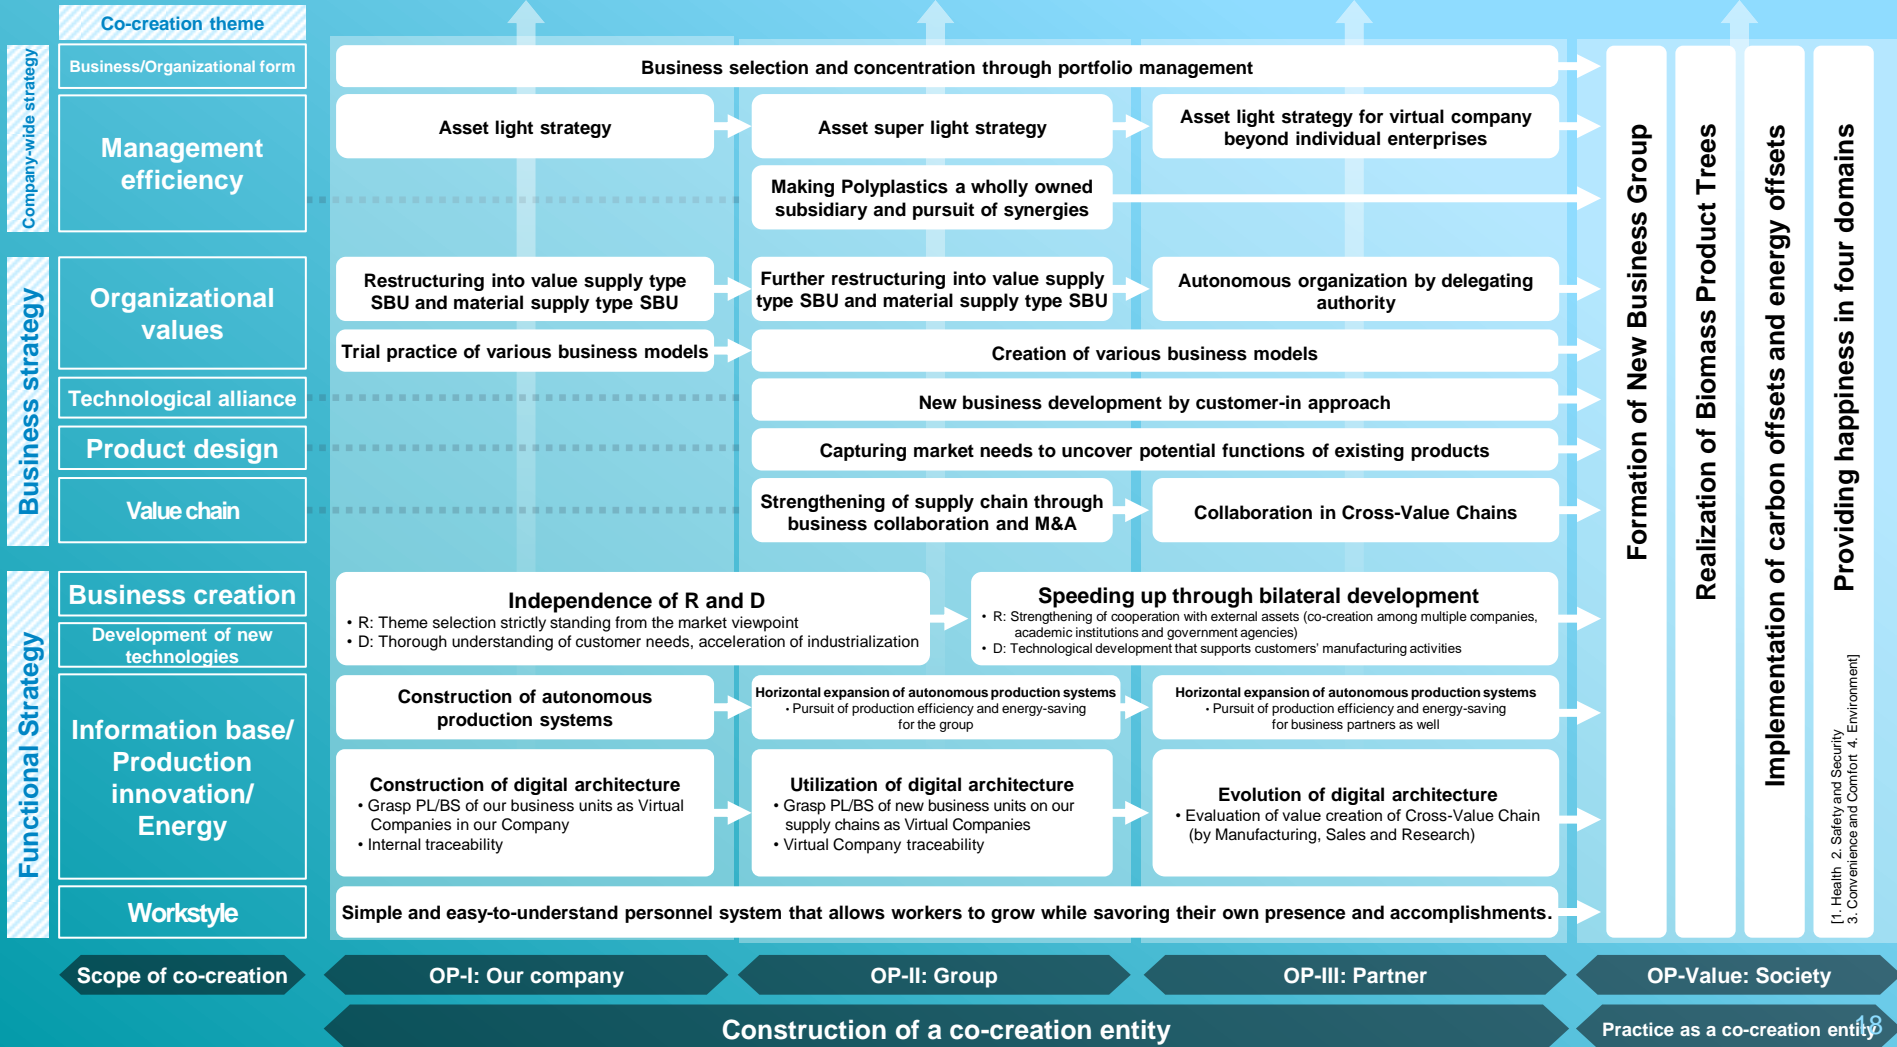 Co-creation theme
Company-wide strategy
Business/Organizational form
Business selection and concentration through portfolio management
Management
efficiency
Asset light strategy
Asset super light strategy
Asset light strategy for virtual company
beyond individual enterprises
Making Polyplastics a wholly owned
subsidiary and pursuit of synergies
Business strategy
Organizational
values
Restructuring into value supply type
SBU and material supply type SBU
Further restructuring into value supply
type SBU and material supply type SBU
Autonomous organization by delegating
authority
Trial practice of various business models
Creation of various business models
Technological alliance
New business development by customer-in approach
Product design
Capturing market needs to uncover potential functions of existing products
Value chain
Strengthening of supply chain through
business collaboration and M&A
Collaboration in Cross-Value Chains
Functional Strategy
Business creation
Development of new
technologies
Independence of R and D
• R: Theme selection strictly standing from the market viewpoint
• D: Thorough understanding of customer needs, acceleration of industrialization
Speeding up through bilateral development
• R: Strengthening of cooperation with external assets (co-creation among multiple companies,
academic institutions and government agencies)
• D: Technological development that supports customers' manufacturing activities
Information base/
Production
innovation/
Energy
Construction of autonomous
production systems
Horizontal expansion of autonomous production systems
• Pursuit of production efficiency and energy-saving
for the group
Horizontal expansion of autonomous production systems
• Pursuit of production efficiency and energy-saving
for business partners as well
Construction of digital architecture
• Grasp PL/BS of our business units as Virtual
Companies in our Company
• Internal traceability
Utilization of digital architecture
• Grasp PL/BS of new business units on our
supply chains as Virtual Companies
• Virtual Company traceability
Evolution of digital architecture
• Evaluation of value creation of Cross-Value Chain
(by Manufacturing, Sales and Research)
Workstyle
Simple and easy-to-understand personnel system that allows workers to grow while savoring their own presence and accomplishments.
Formation of New Business Group
Realization of Biomass Product Trees
Implementation of carbon offsets and energy offsets
Providing happiness in four domains
[1. Health 2. Safety and Security
3. Convenience and Comfort 4. Environment]
Scope of co-creation
OP-I: Our company
OP-II: Group
OP-III: Partner
OP-Value: Society
Construction of a co-creation entity
Practice as a co-creation entity
18